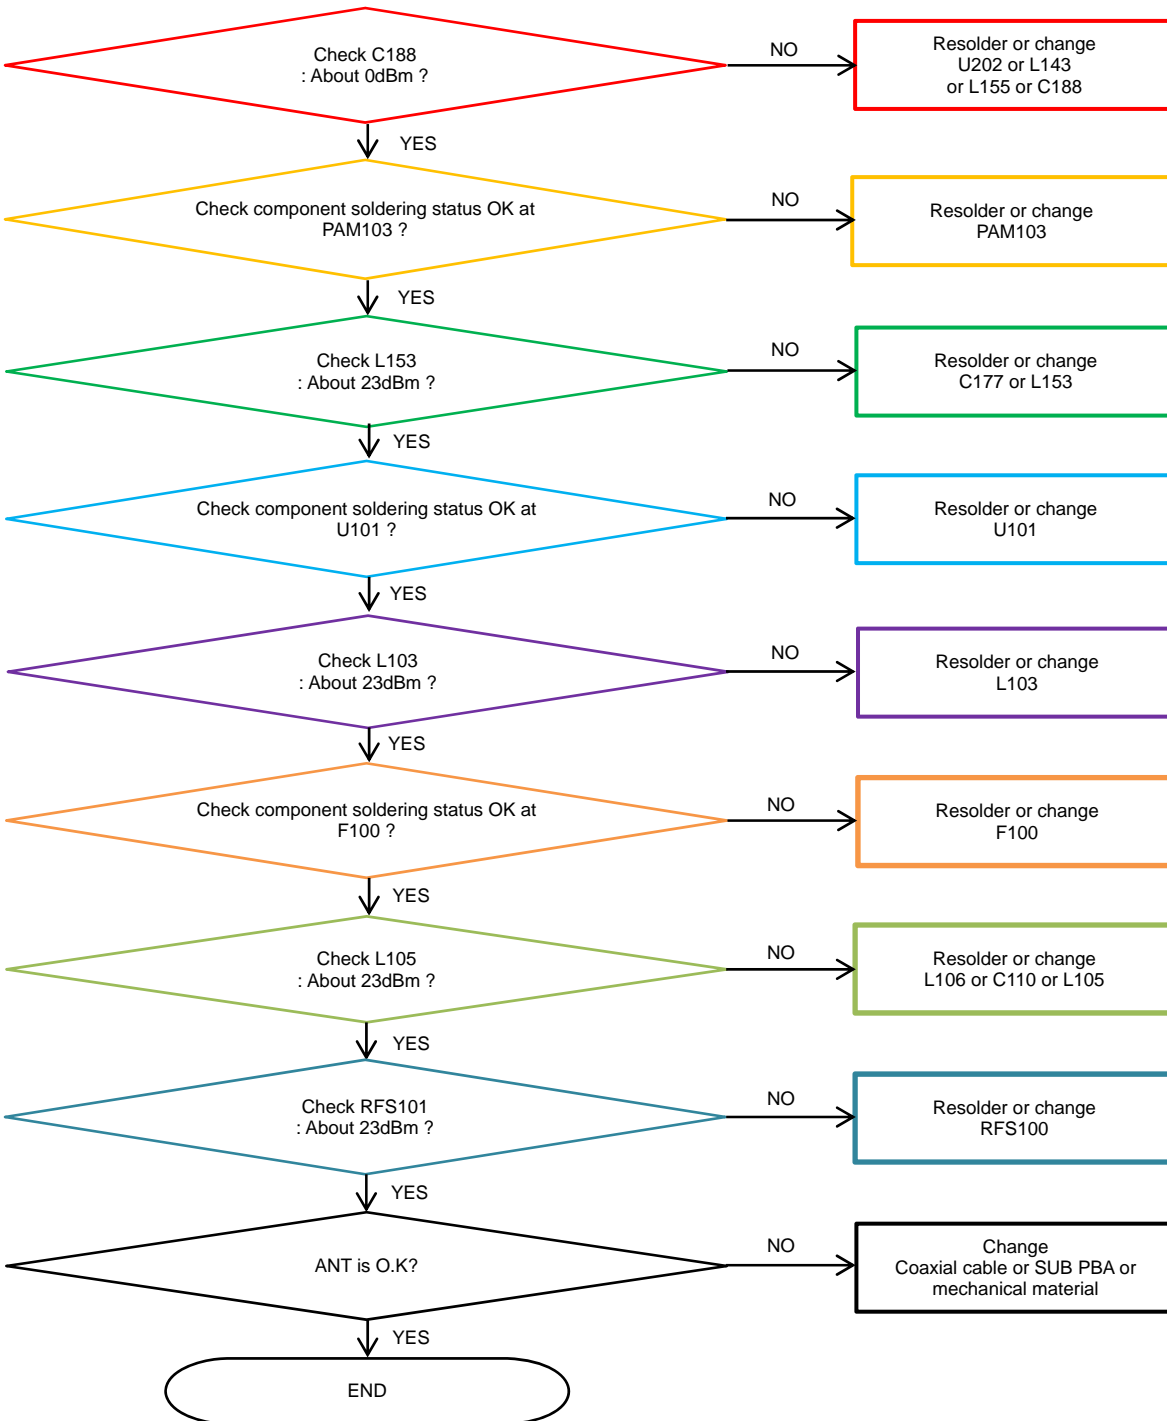 Check C188
: About 0dBm ?
NO
Resolder or change
U202 or L143
or L155 or C188
YES
Check component soldering status OK at
PAM103 ?
NO
Resolder or change
PAM103
YES
Check L153
: About 23dBm ?
NO
Resolder or change
C177 or L153
YES
Check component soldering status OK at
U101 ?
NO
Resolder or change
U101
YES
Check L103
: About 23dBm ?
NO
Resolder or change
L103
YES
Check component soldering status OK at
F100 ?
NO
Resolder or change
F100
YES
Check L105
: About 23dBm ?
NO
Resolder or change
L106 or C110 or L105
YES
Check RFS101
: About 23dBm ?
NO
Resolder or change
RFS100
YES
ANT is O.K?
NO
Change
Coaxial cable or SUB PBA or
mechanical material
YES
END